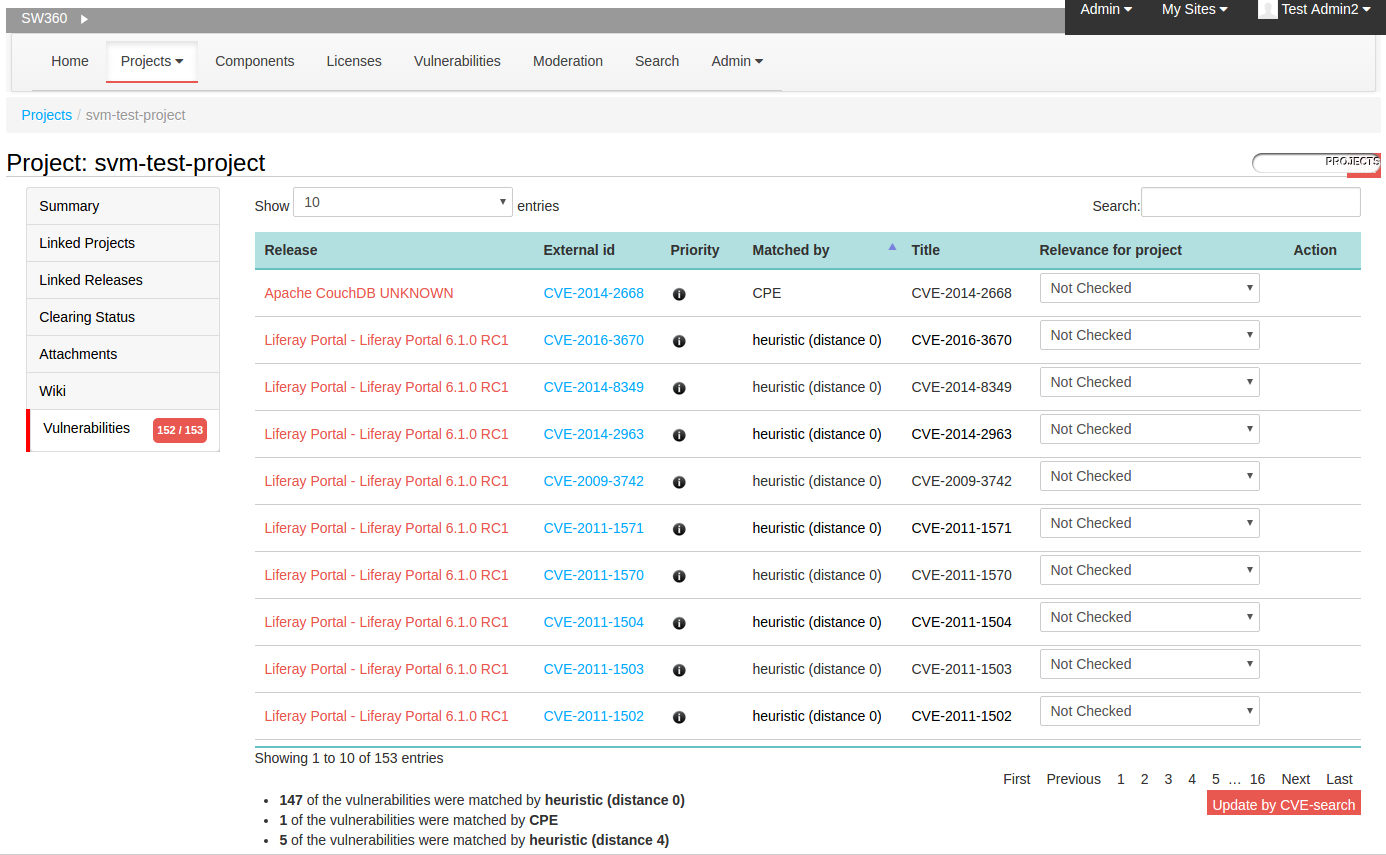 SW360
Admin My Sites Test Admin2
Home Projects Components Licenses Vulnerabilities Moderation Search Admin
Projects / svm-test-project
Project: svm-test-project
PROJECTS
Summary
Linked Projects
Linked Releases
Clearing Status
Attachments
Wiki
Vulnerabilities 152 / 153
Show 10 entries Search:
Release External id Priority Matched by Title Relevance for project Action
Apache CouchDB UNKNOWN CVE-2014-2668 CPE CVE-2014-2668 Not Checked
Liferay Portal - Liferay Portal 6.1.0 RC1 CVE-2016-3670 heuristic (distance 0) CVE-2016-3670 Not Checked
Liferay Portal - Liferay Portal 6.1.0 RC1 CVE-2014-8349 heuristic (distance 0) CVE-2014-8349 Not Checked
Liferay Portal - Liferay Portal 6.1.0 RC1 CVE-2014-2963 heuristic (distance 0) CVE-2014-2963 Not Checked
Liferay Portal - Liferay Portal 6.1.0 RC1 CVE-2009-3742 heuristic (distance 0) CVE-2009-3742 Not Checked
Liferay Portal - Liferay Portal 6.1.0 RC1 CVE-2011-1571 heuristic (distance 0) CVE-2011-1571 Not Checked
Liferay Portal - Liferay Portal 6.1.0 RC1 CVE-2011-1570 heuristic (distance 0) CVE-2011-1570 Not Checked
Liferay Portal - Liferay Portal 6.1.0 RC1 CVE-2011-1504 heuristic (distance 0) CVE-2011-1504 Not Checked
Liferay Portal - Liferay Portal 6.1.0 RC1 CVE-2011-1503 heuristic (distance 0) CVE-2011-1503 Not Checked
Liferay Portal - Liferay Portal 6.1.0 RC1 CVE-2011-1502 heuristic (distance 0) CVE-2011-1502 Not Checked
Showing 1 to 10 of 153 entries
First Previous 1 2 3 4 5 … 16 Next Last
Update by CVE-search
• 147 of the vulnerabilities were matched by heuristic (distance 0)
• 1 of the vulnerabilities were matched by CPE
• 5 of the vulnerabilities were matched by heuristic (distance 4)